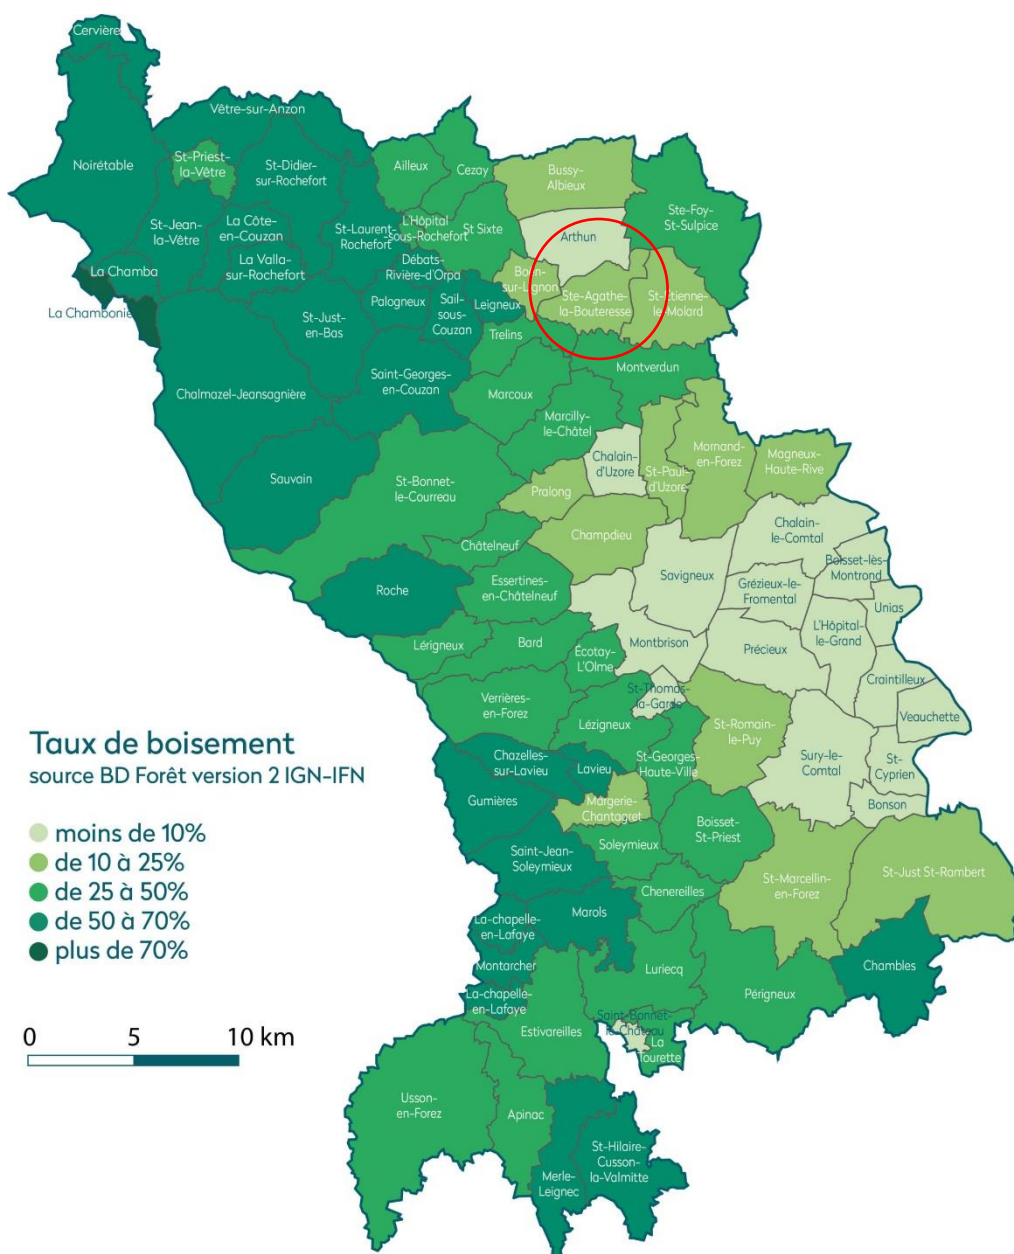 Cervière
Vêtre-sur-Anzon
Noirétable
St-Priest-
la-Vêtre
St-Didier-
sur-Rochefort
Ailleux
Cezay
Bussy-
Albieux
Ste-Foy-
St-Sulpice
St-Jean-
la-Vêtre
La Côte-
en-Couzan
St-Laurent-
Rochefort
L'Hôpital
-sous-Rochefort
St Sixte
Arthun
La Chamba
La Valla-
sur-Rochefort
Débats-
Rivière-d'Orpa
Boën-
sur-Lignon
La Chambonie
Palogneux
Sail-
sous-
Couzan
Leigneux
Ste-Agathe-
la-Bouteresse
St-Etienne-
le-Molard
St-Just-
en-Bas
Trelins
Montverdun
Saint-Georges-
en-Couzan
Chalmazel-Jeansagnière
Marcoux
Marcilly-
le-Châtel
Chalain-
d'Uzore
St-Paul-
d'Uzore
Mornand-
en-Forez
Magneux-
Haute-Rive
Sauvain
St-Bonnet-
le-Courreau
Pralong
Champdieu
Chalain-
le-Comtal
Châtelneuf
Savigneux
Boisset-lès-
Montrond
Roche
Essertines-
en-Châtelneuf
Grézieux-le-
Fromental
Unias
L'Hôpital-
le-Grand
Lérigneux
Bard
Écotay-
L'Olme
Montbrison
Précieux
Craintilleux
Verrières-
en-Forez
St-Thomas-
la-Garde
Veauchette
Lézigneux
St-Romain-
le-Puy
Chazelles-
sur-Lavieu
Lavieu
St-Georges-
Haute-Ville
Sury-le-
Comtal
St-
Cyprien
Gumières
Margerie-
Chantagret
Bonson
Boisset-
St-Priest
Saint-Jean-
Soleymieux
Soleymieux
St-Marcellin-
en-Forez
St-Just St-Rambert
Chenereilles
La-chapelle-
en-Lafaye
Marols
Montarcher
Luriecq
Chambles
La-chapelle-
en-Lafaye
Périgneux
Estivareilles
Saint-Bonnet-
le-Château
La
Tourette
Usson-
en-Forez
Apinac
St-Hilaire-
Cusson-
la-Valmitte
Merle-
Leignec
Taux de boisement
source BD Forêt version 2 IGN-IFN
moins de 10%
de 10 à 25%
de 25 à 50%
de 50 à 70%
plus de 70%
0 5 10 km